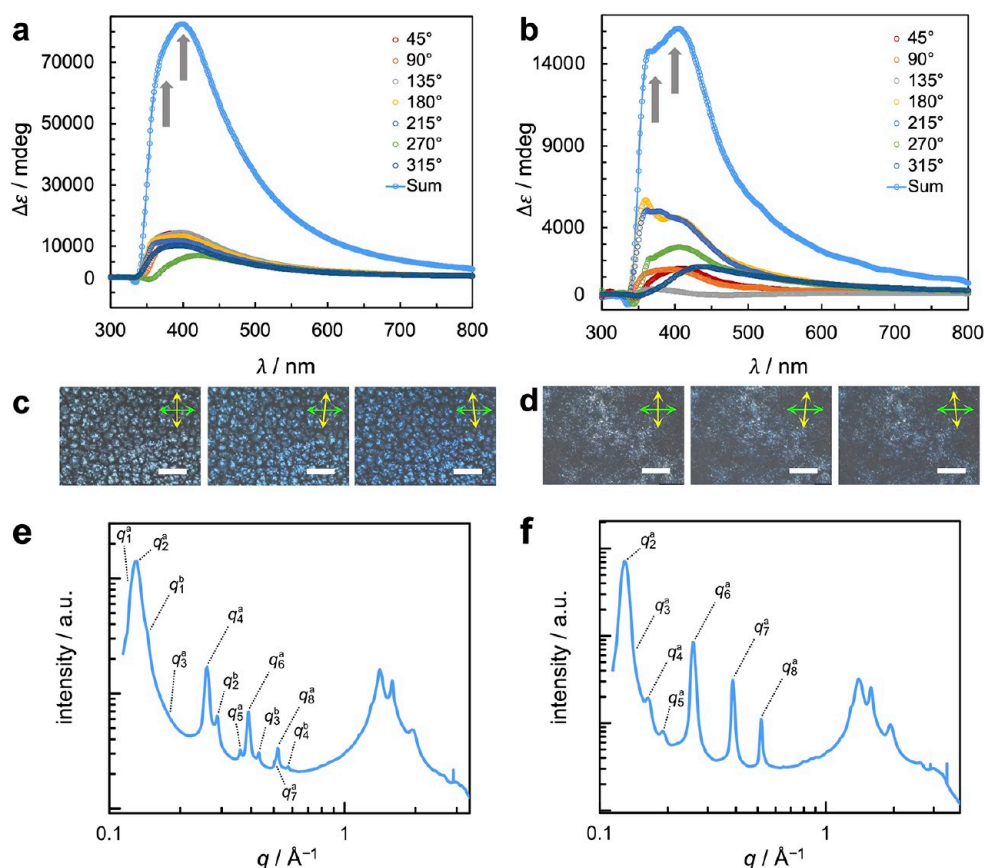 a
70000
50000
30000
10000
0
Δε / mdeg
45°
90°
135°
180°
215°
270°
315°
Sum
300 400 500 600 700 800
λ / nm
b
14000
9000
4000
0
Δε / mdeg
45°
90°
135°
180°
215°
270°
315°
Sum
300 400 500 600 700 800
λ / nm
c
d
e
intensity / a.u.
q₁ᵃ
q₂ᵃ
q₁ᵇ
q₃ᵃ
q₄ᵃ
q₂ᵇ
q₅ᵃ
q₆ᵃ
q₃ᵇ
q₈ᵃ
q₄ᵇ
q₇ᵃ
0.1 1
q / Å⁻¹
f
intensity / a.u.
q₂ᵃ
q₃ᵃ
q₄ᵃ
q₅ᵃ
q₆ᵃ
q₇ᵃ
q₈ᵃ
0.1 1
q / Å⁻¹